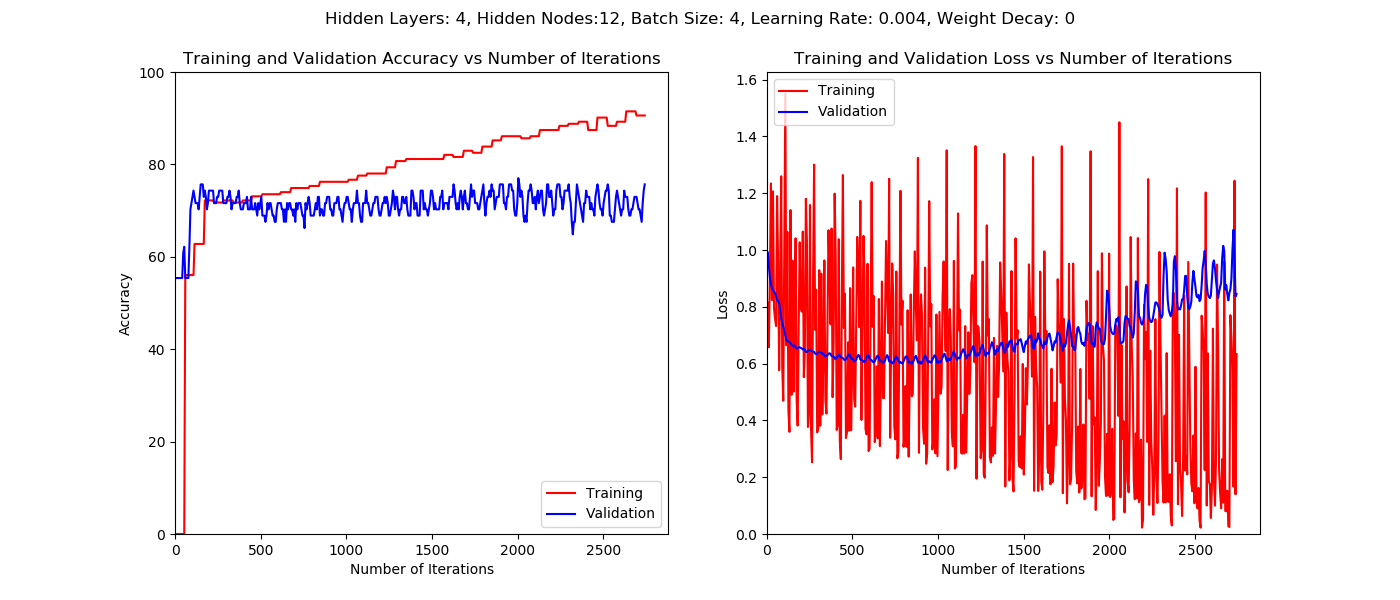 Hidden Layers: 4, Hidden Nodes:12, Batch Size: 4, Learning Rate: 0.004, Weight Decay: 0
Training and Validation Accuracy vs Number of Iterations
100
80
60
40
20
0
Accuracy
0 500 1000 1500 2000 2500
Number of Iterations
Training
Validation
Training and Validation Loss vs Number of Iterations
1.6
1.4
1.2
1.0
0.8
0.6
0.4
0.2
0.0
Loss
0 500 1000 1500 2000 2500
Number of Iterations
Training
Validation